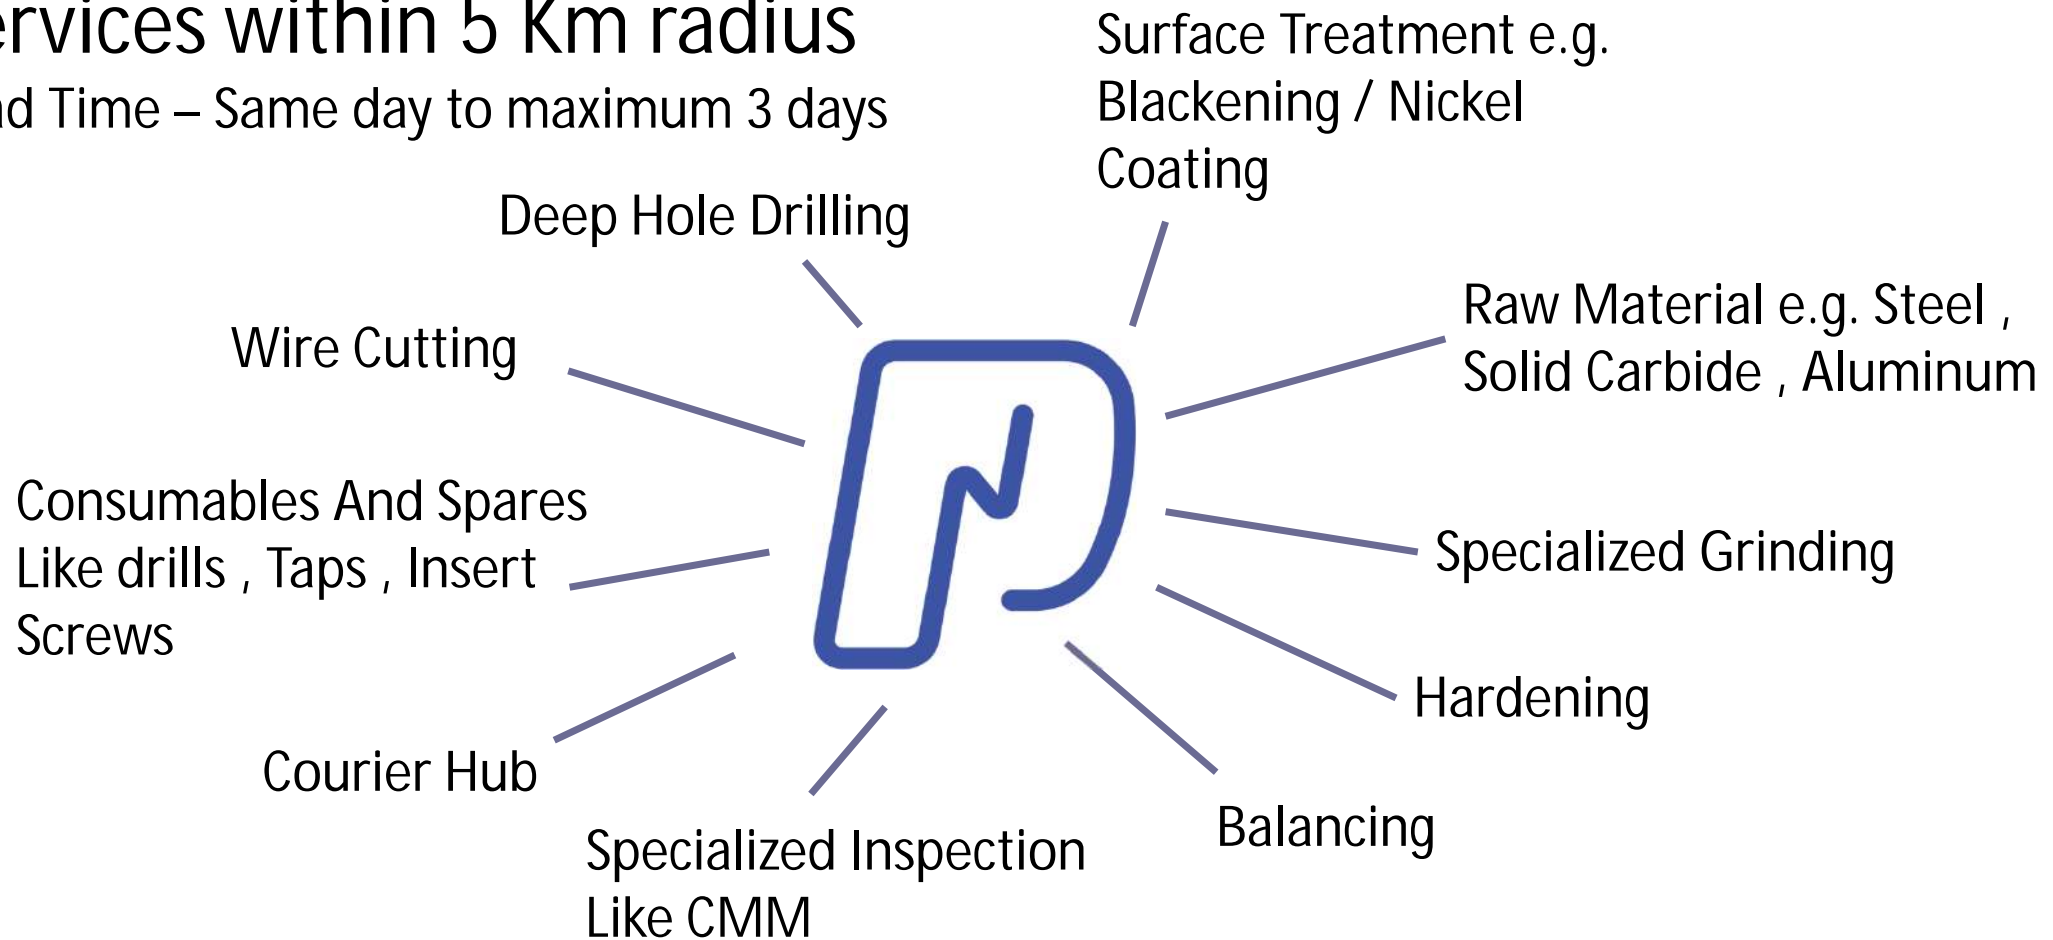 ervices within 5 Km radius
ad Time – Same day to maximum 3 days
Surface Treatment e.g.
Blackening / Nickel
Coating
Deep Hole Drilling
Raw Material e.g. Steel ,
Solid Carbide , Aluminum
Wire Cutting
Consumables And Spares
Like drills , Taps , Insert
Screws
Specialized Grinding
Hardening
Courier Hub
Balancing
Specialized Inspection
Like CMM